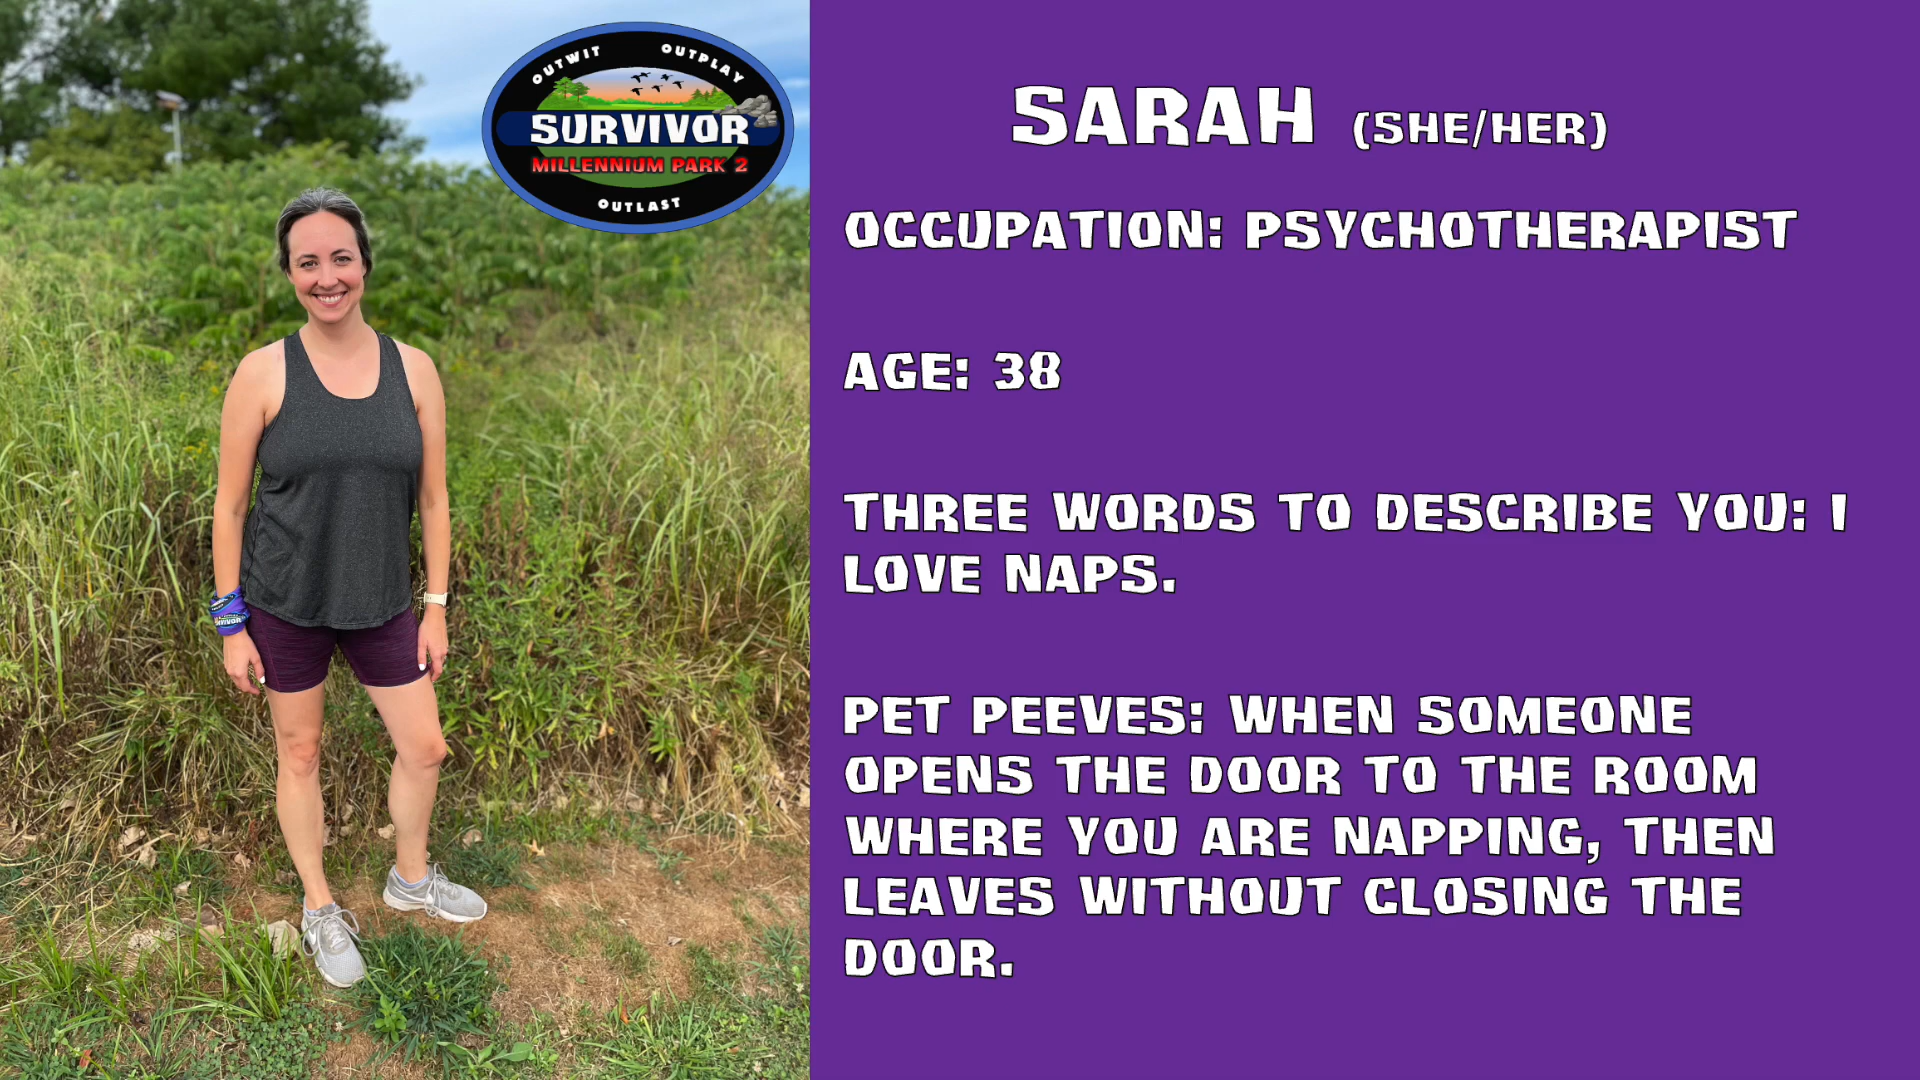 OUTWIT OUTPLAY
SURVIVOR
MILLENNIUM PARK 2
OUTLAST
SURVIVOR
SARAH (SHE/HER)
OCCUPATION: PSYCHOTHERAPIST
AGE: 38
THREE WORDS TO DESCRIBE YOU: I
LOVE NAPS.
PET PEEVES: WHEN SOMEONE
OPENS THE DOOR TO THE ROOM
WHERE YOU ARE NAPPING, THEN
LEAVES WITHOUT CLOSING THE
DOOR.